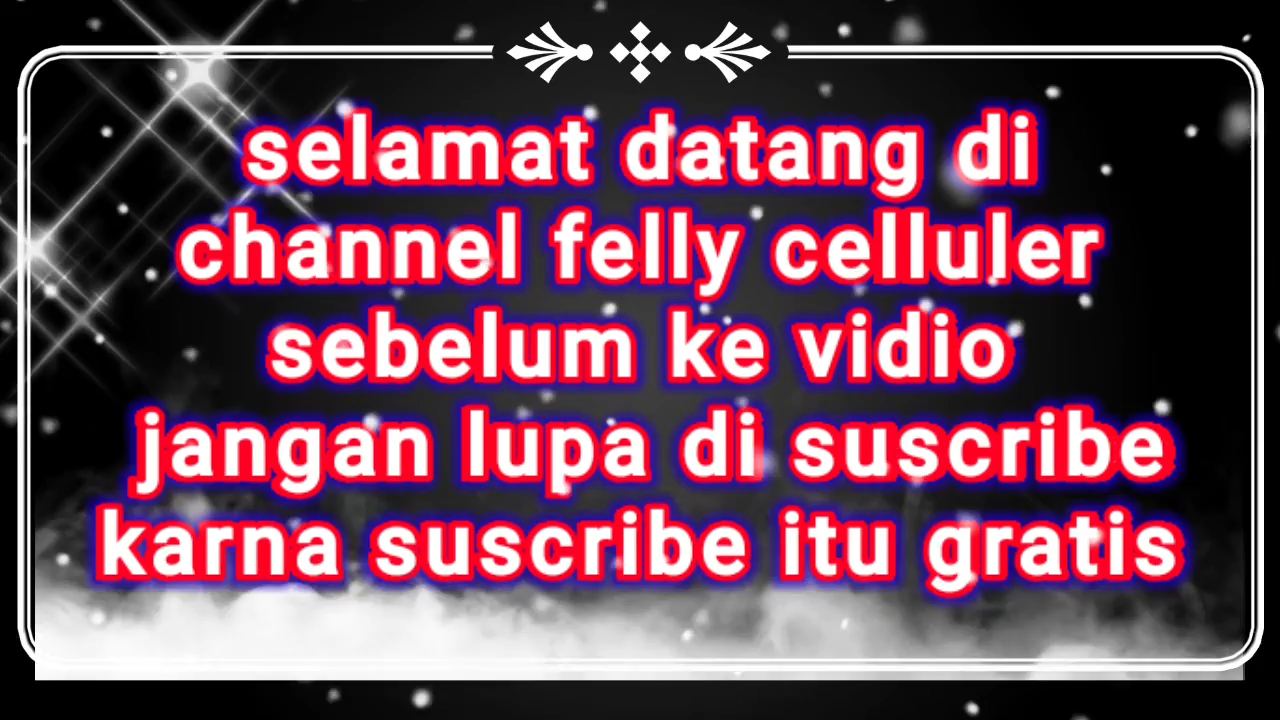 selamat datang di
channel felly celluler
sebelum ke vidio
jangan lupa di suscribe
karna suscribe itu gratis